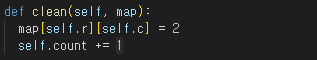 def clean(self, map):
  map[self.r][self.c] = 2
  self.count += 1